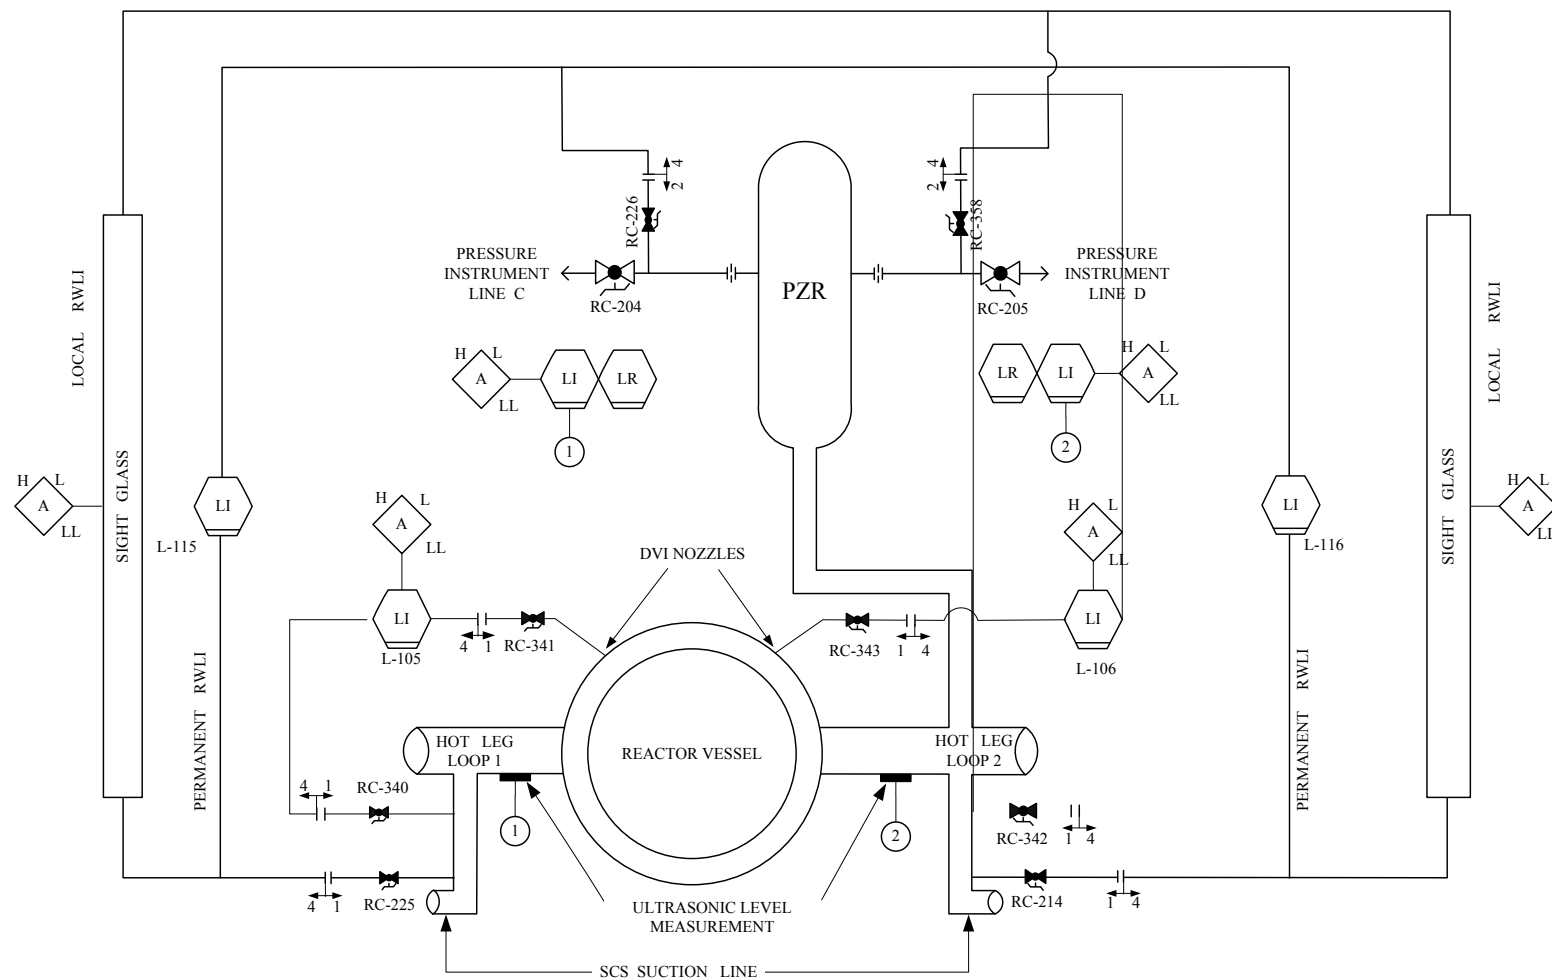 4
2
RC-226
4
2
RC-358
PRESSURE
INSTRUMENT
LINE C
RC-204
PZR
PRESSURE
INSTRUMENT
LINE D
RC-205
LOCAL RWLI
LOCAL RWLI
H
L
A
LL
LI
LR
1
LR
LI
2
H
L
A
LL
SIGHT GLASS
SIGHT GLASS
H
L
A
LL
LI
L-115
H
L
A
LL
DVI NOZZLES
H
L
A
LL
LI
L-116
H
L
A
LL
LI
L-105
4
1
RC-341
RC-343
1
4
LI
L-106
PERMANENT RWLI
PERMANENT RWLI
HOT LEG
LOOP 1
REACTOR VESSEL
HOT LEG
LOOP 2
4
1
RC-340
1
2
RC-342
1
4
4
1
RC-225
ULTRASONIC LEVEL
MEASUREMENT
RC-214
1
4
SCS SUCTION LINE